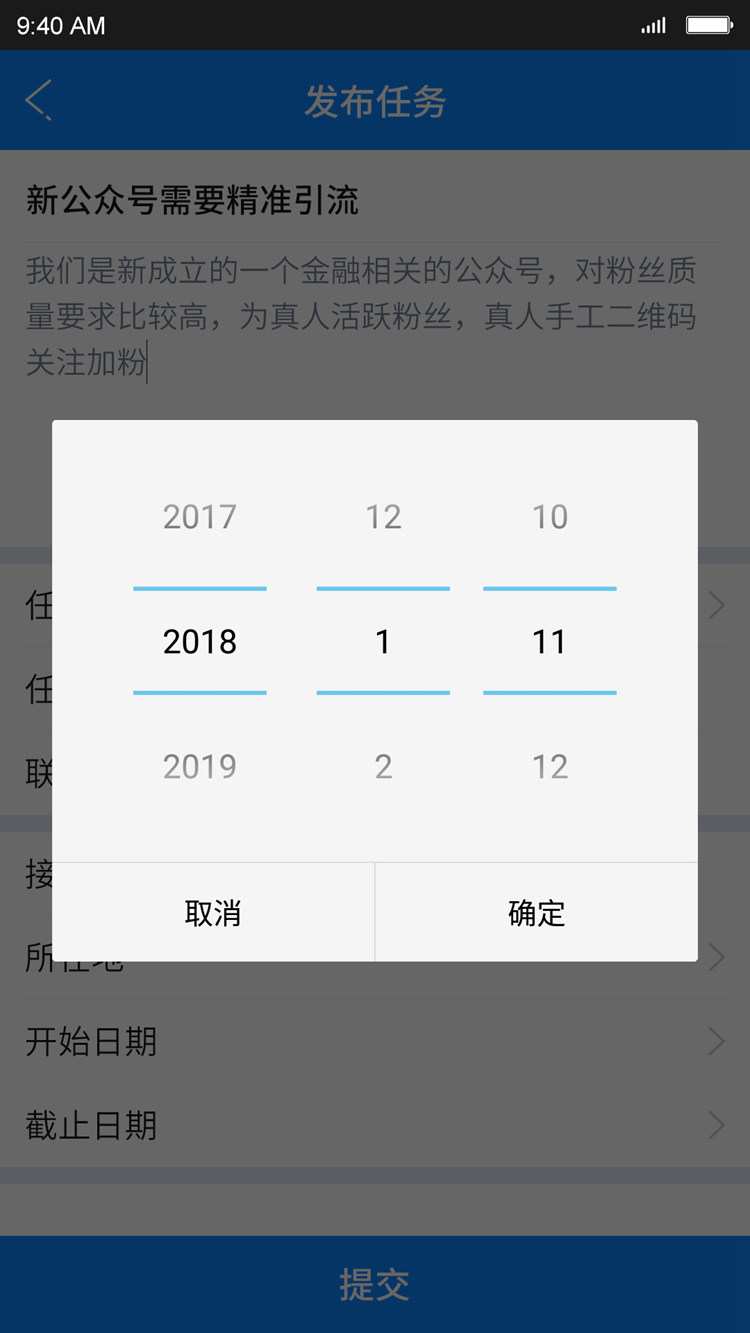 9:40 AM
发布任务
新公众号需要精准引流
我们是新成立的一个金融相关的公众号，对粉丝质
量要求比较高，为真人活跃粉丝，真人手工二维码
关注加粉
2017 12 10
任
2018 1 11
任
2019 2 12
联
接
取消 确定
所在地
开始日期
截止日期
提交